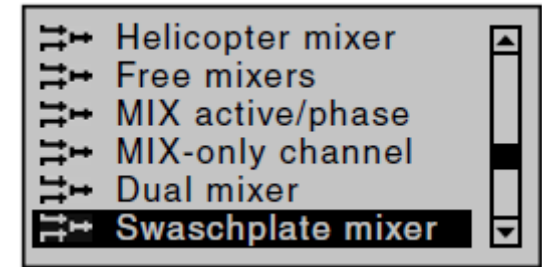 Helicopter mixer
Free mixers
MIX active/phase
MIX-only channel
Dual mixer
Swaschplate mixer